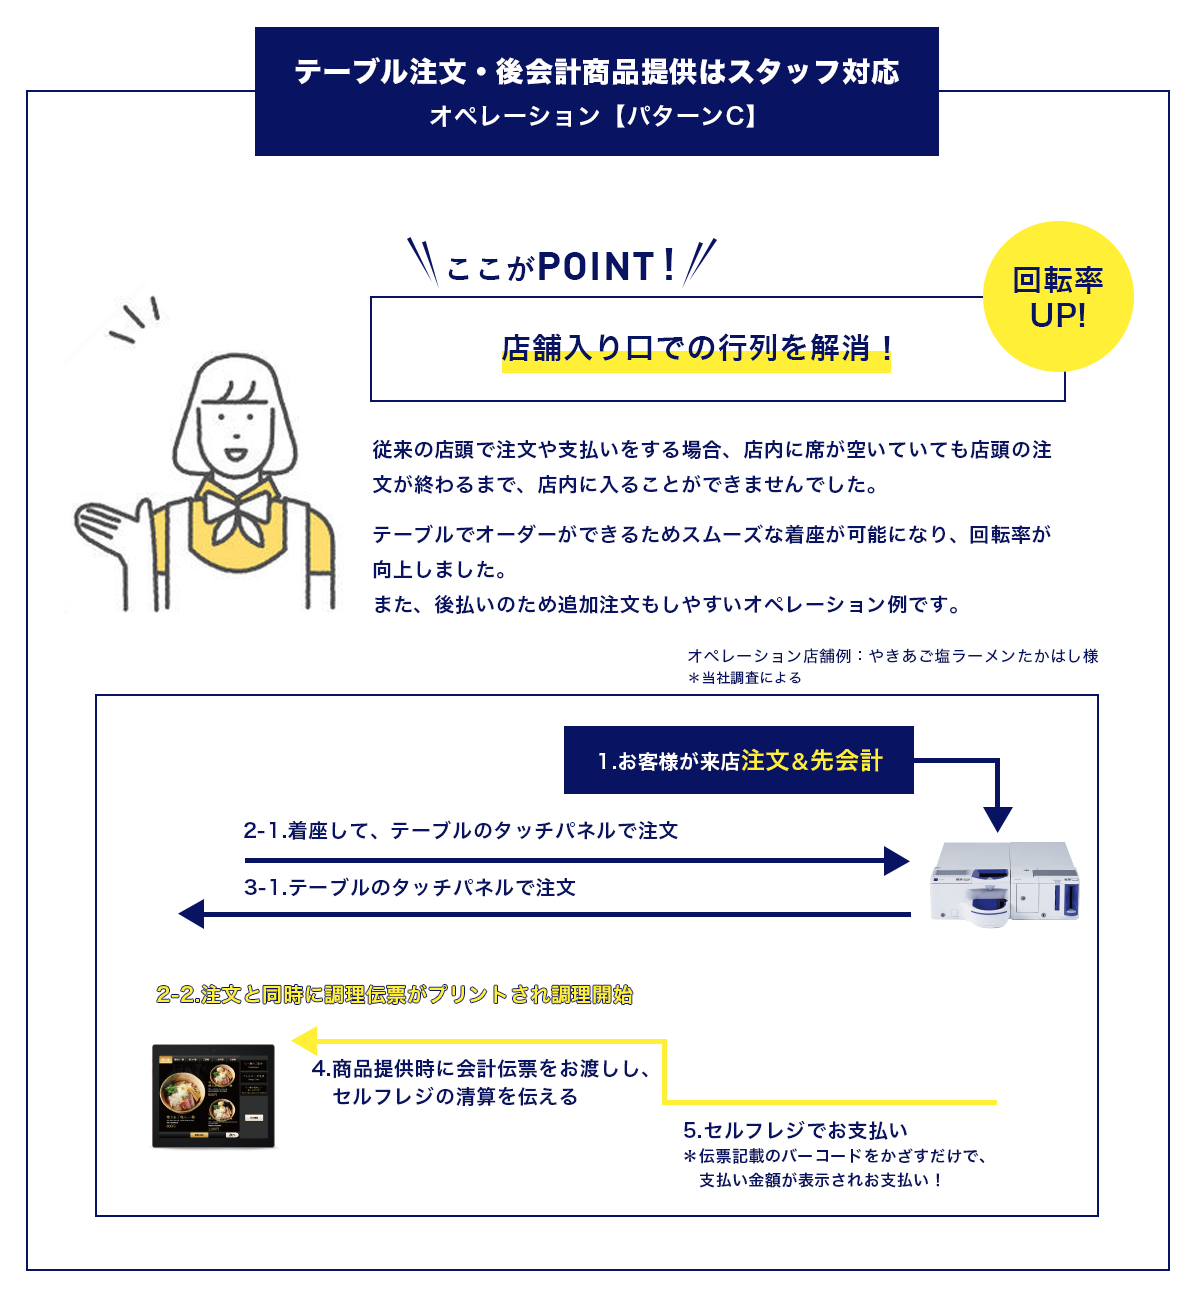 テーブル注文・後会計商品提供はスタッフ対応
オペレーション【パターンC】
ここがPOINT！
回転率
UP!
店舗入り口での行列を解消！
従来の店頭で注文や支払いをする場合、店内に席が空いていても店頭の注
文が終わるまで、店内に入ることができませんでした。
テーブルでオーダーができるためスムーズな着座が可能になり、回転率が
向上しました。
また、後払いのため追加注文もしやすいオペレーション例です。
オペレーション店舗例：やきあご塩ラーメンたかはし様
＊当社調査による
1.お客様が来店注文&先会計
2-1.着座して、テーブルのタッチパネルで注文
3-1.テーブルのタッチパネルで注文
2-2.注文と同時に調理伝票がプリントされ調理開始
4.商品提供時に会計伝票をお渡しし、
セルフレジの清算を伝える
5.セルフレジでお支払い
＊伝票記載のバーコードをかざすだけで、
支払い金額が表示されお支払い！